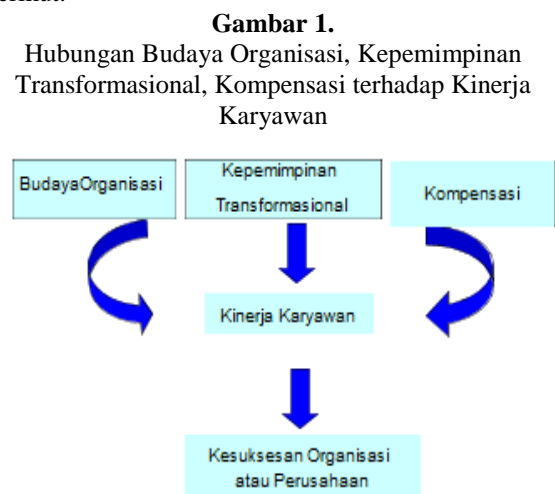 Gambar 1.
Hubungan Budaya Organisasi, Kepemimpinan
Transformasional, Kompensasi terhadap Kinerja
Karyawan
BudayaOrganisasi
Kepemimpinan
Transformasional
Kompensasi
Kinerja Karyawan
Kesuksesan Organisasi
atau Perusahaan